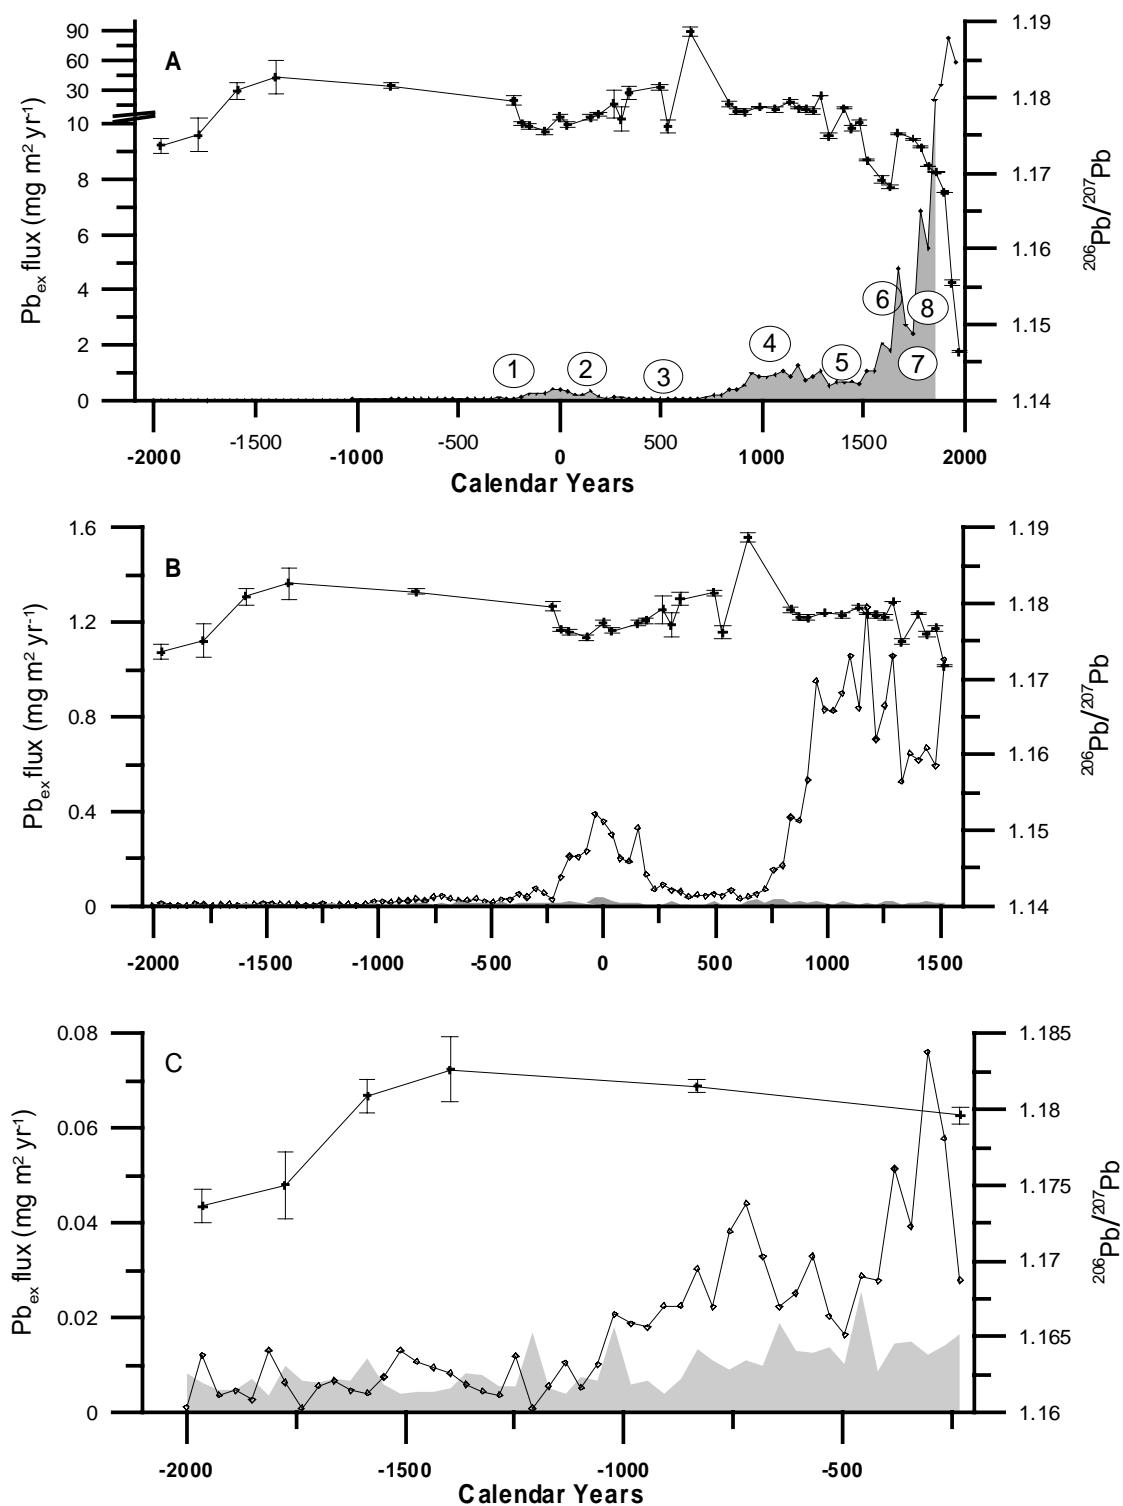 A
Pb_ex flux (mg m² yr⁻¹)
90
60
30
10
8
6
4
2
0
1.19
1.18
1.17
1.16
1.15
1.14
²⁰⁶Pb/²⁰⁷Pb
1 2 3 4 5 6 7 8
-2000 -1500 -1000 -500 0 500 1000 1500 2000
Calendar Years
B
Pb_ex flux (mg m² yr⁻¹)
1.6
1.2
0.8
0.4
0
1.19
1.18
1.17
1.16
1.15
1.14
²⁰⁶Pb/²⁰⁷Pb
-2000 -1500 -1000 -500 0 500 1000 1500
C
Pb_ex flux (mg m² yr⁻¹)
0.08
0.06
0.04
0.02
0
1.185
1.18
1.175
1.17
1.165
1.16
²⁰⁶Pb/²⁰⁷Pb
-2000 -1500 -1000 -500
Calendar Years